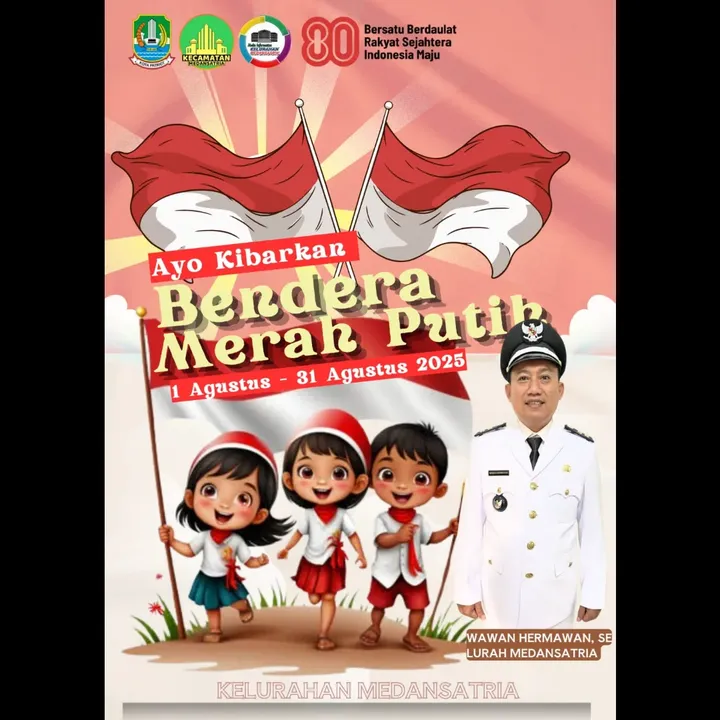 KECAMATAN
MEDANSATRIA
80
Bersatu Berdaulat
Rakyat Sejahtera
Indonesia Maju
Ayo Kibarkan
Bendera
Merah Putih
1 Agustus - 31 Agustus 2025
WAWAN HERMAWAN, SE
LURAH MEDANSATRIA
KELURAHAN MEDANSATRIA